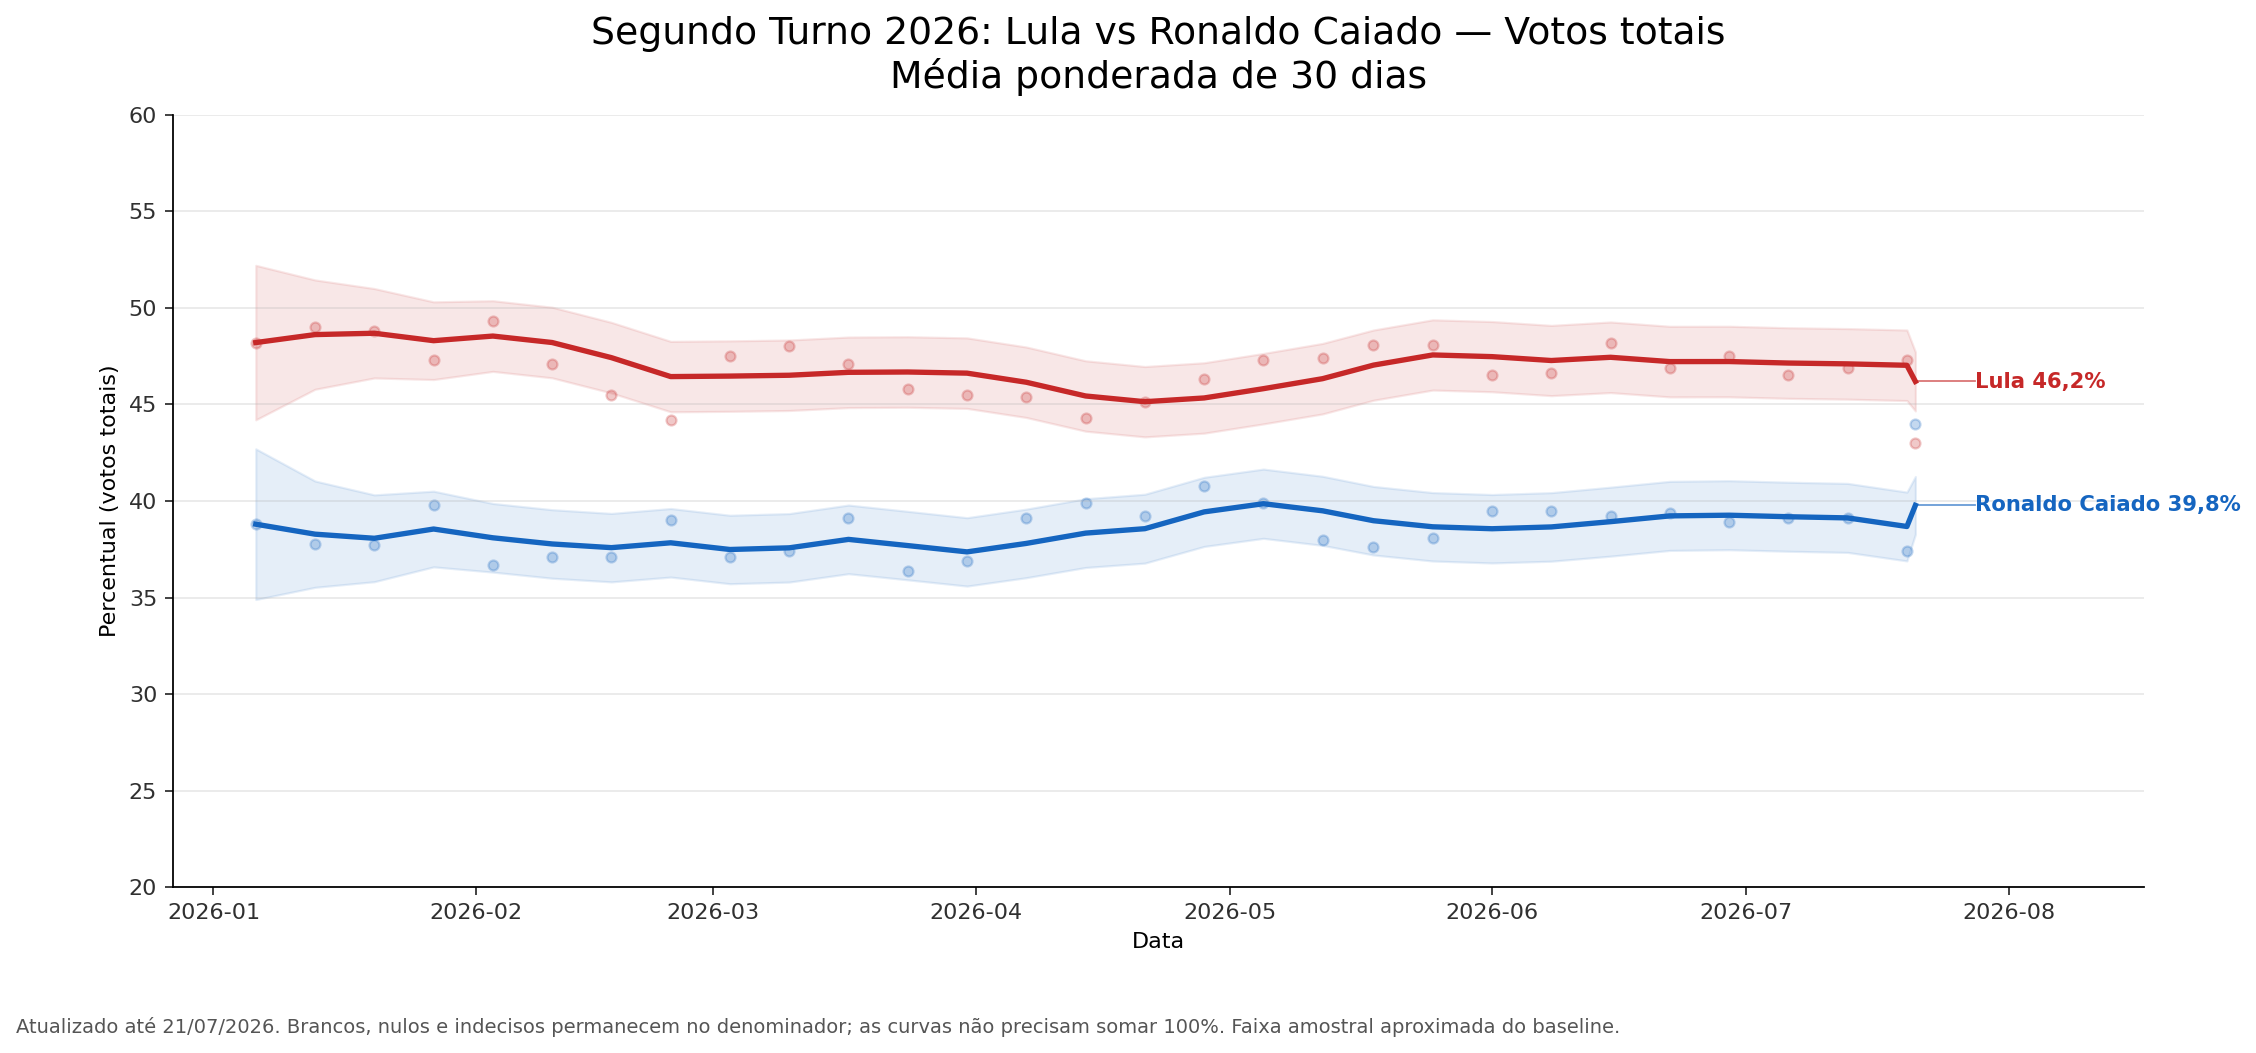 Segundo Turno 2026: Lula vs Ronaldo Caiado — Votos totais
Média ponderada de 30 dias
Percentual (votos totais)
60
55
50
45
40
35
30
25
20
Lula 46,2%
Ronaldo Caiado 39,8%
2026-01 2026-02 2026-03 2026-04 2026-05 2026-06 2026-07 2026-08
Data
Atualizado até 21/07/2026. Brancos, nulos e indecisos permanecem no denominador; as curvas não precisam somar 100%. Faixa amostral aproximada do baseline.